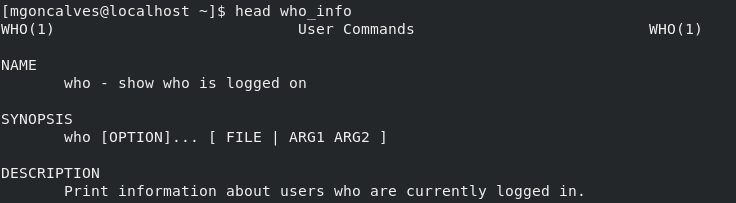 [mgoncalves@localhost ~]$ head who_info
WHO(1)                           User Commands                          WHO(1)

NAME
       who - show who is logged on

SYNOPSIS
       who [OPTION]... [ FILE | ARG1 ARG2 ]

DESCRIPTION
       Print information about users who are currently logged in.